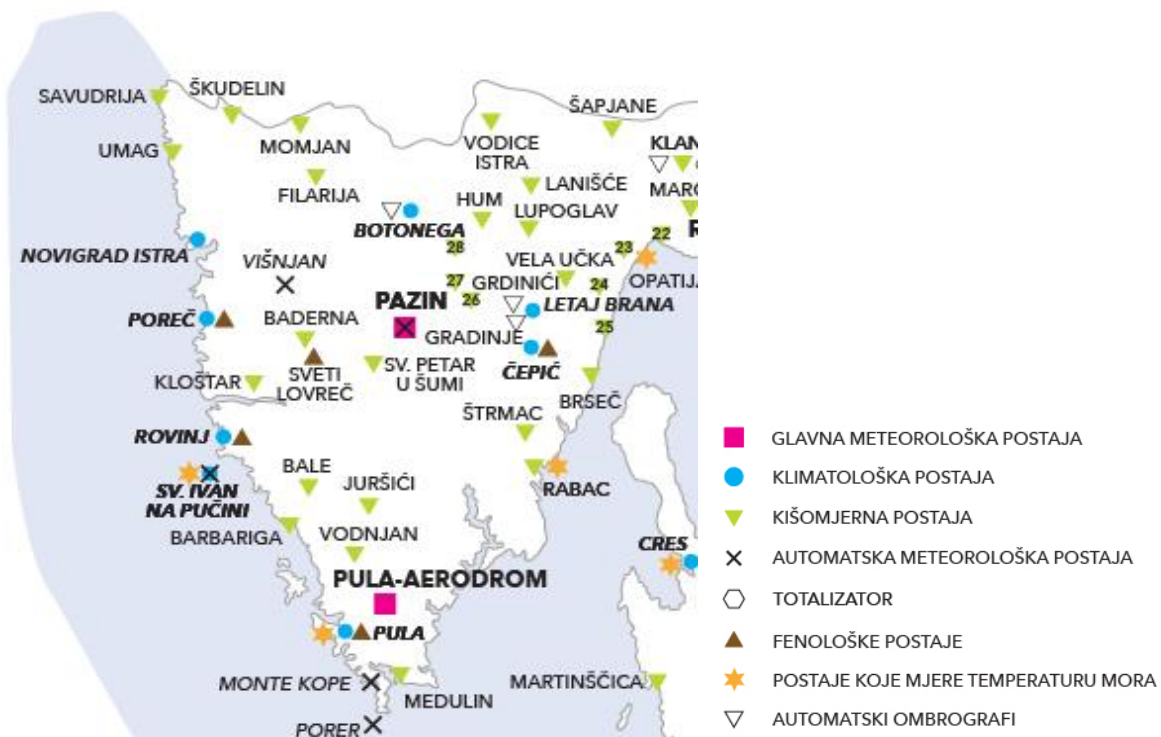 ŠKUDELIN
SAVUDRIJA
ŠAPJANE
UMAG
MOMJAN
VODICE
ISTRA
KLAN
FILARIJA
LANIŠĆE
MARC
HUM
LUPOGLAV
BOTONEGA
R
22
NOVIGRAD ISTRA
28
23
VIŠNJAN
VELA UČKA
OPATIJA
27
GRDINIĆI
24
26
PAZIN
LETAJ BRANA
POREČ
BADERNA
GRADINJE
25
KLOŠTAR
SVETI
LOVREČ
SV. PETAR
U ŠUMI
ČEPIĆ
BRSEČ
ŠTRMAC
ROVINJ
BALE
RABAC
SV. IVAN
NA PUČINI
JURŠIĆI
BARBARIGA
VODNJAN
CRES
PULA-AERODROM
PULA
MONTE KOPE
MEDULIN
MARTINŠĆICA
PORER
GLAVNA METEOROLOŠKA POSTAJA
KLIMATOLOŠKA POSTAJA
KIŠOMJERNA POSTAJA
AUTOMATSKA METEOROLOŠKA POSTAJA
TOTALIZATOR
FENOLOŠKE POSTAJE
POSTAJE KOJE MJERE TEMPERATURU MORA
AUTOMATSKI OMBROGRAFI